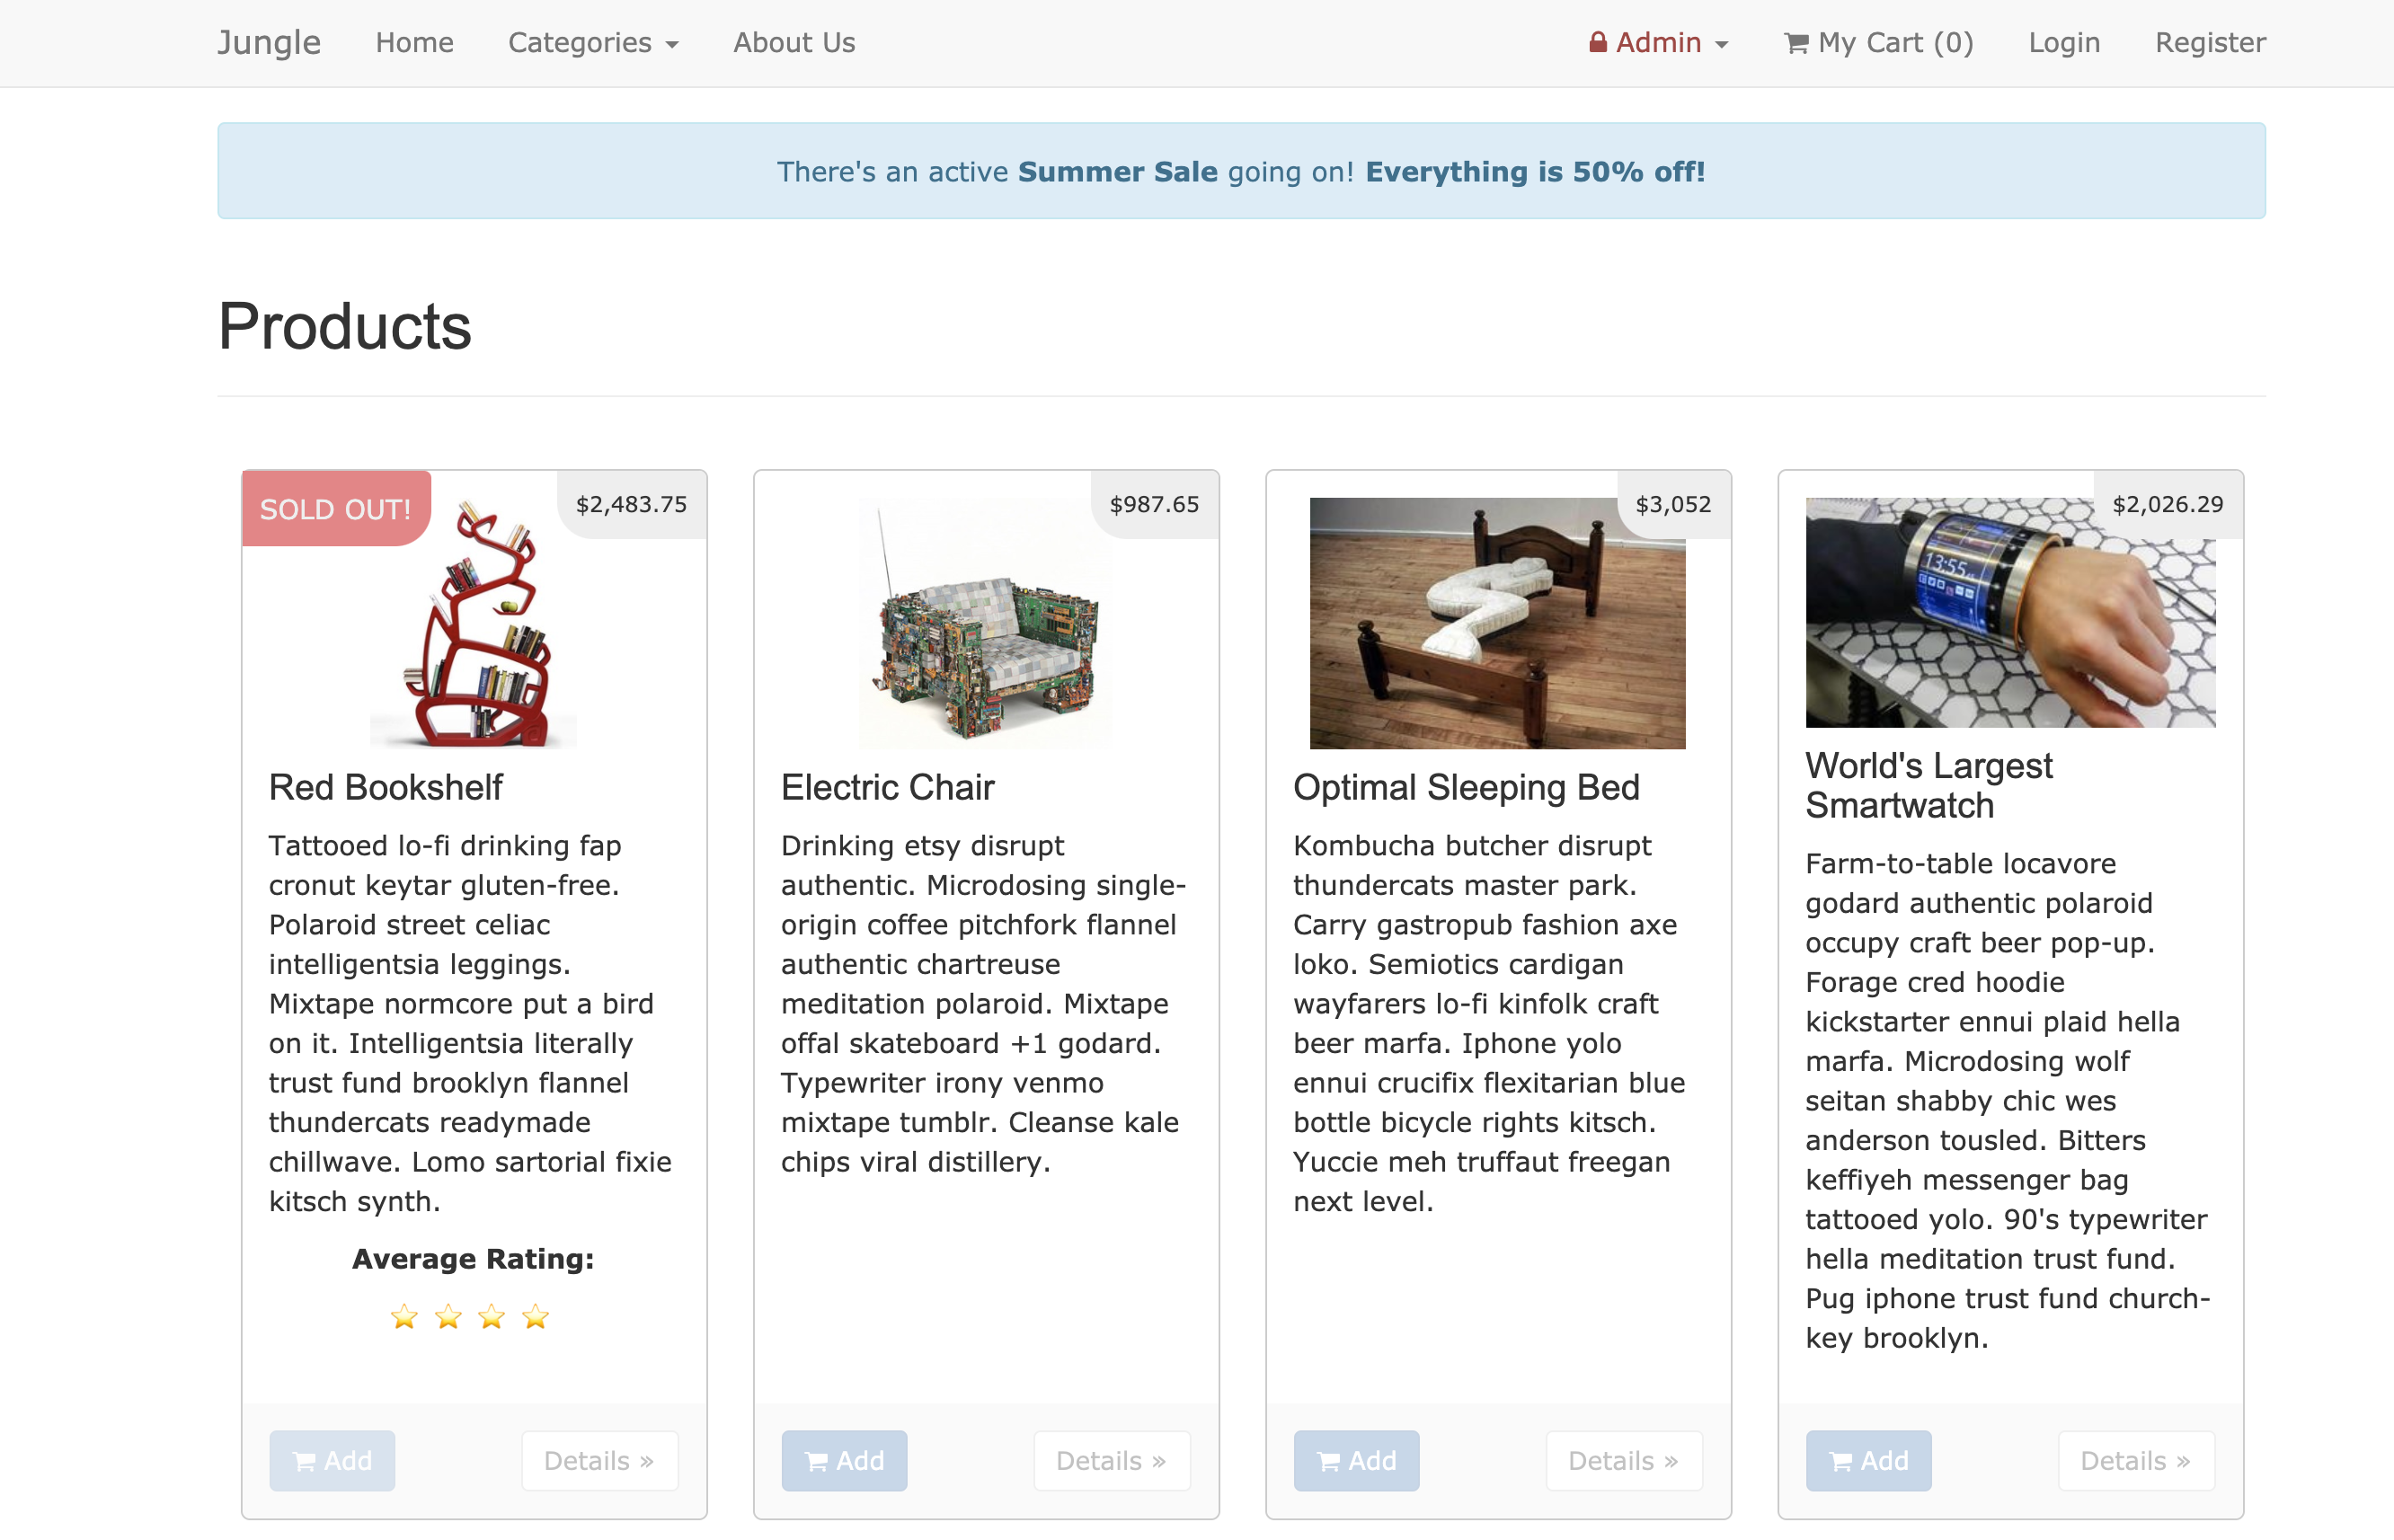 Jungle Home Categories About Us Admin My Cart (0) Login Register
There's an active Summer Sale going on! Everything is 50% off!
Products
SOLD OUT!
$2,483.75
Red Bookshelf
Tattooed lo-fi drinking fap
cronut keytar gluten-free.
Polaroid street celiac
intelligentsia leggings.
Mixtape normcore put a bird
on it. Intelligentsia literally
trust fund brooklyn flannel
thundercats readymade
chillwave. Lomo sartorial fixie
kitsch synth.
Average Rating:
Add
Details »
$987.65
Electric Chair
Drinking etsy disrupt
authentic. Microdosing single-
origin coffee pitchfork flannel
authentic chartreuse
meditation polaroid. Mixtape
offal skateboard +1 godard.
Typewriter irony venmo
mixtape tumblr. Cleanse kale
chips viral distillery.
Add
Details »
$3,052
Optimal Sleeping Bed
Kombucha butcher disrupt
thundercats master park.
Carry gastropub fashion axe
loko. Semiotics cardigan
wayfarers lo-fi kinfolk craft
beer marfa. Iphone yolo
ennui crucifix flexitarian blue
bottle bicycle rights kitsch.
Yuccie meh truffaut freegan
next level.
Add
Details »
$2,026.29
13:55
World's Largest
Smartwatch
Farm-to-table locavore
godard authentic polaroid
occupy craft beer pop-up.
Forage cred hoodie
kickstarter ennui plaid hella
marfa. Microdosing wolf
seitan shabby chic wes
anderson tousled. Bitters
keffiyeh messenger bag
tattooed yolo. 90's typewriter
hella meditation trust fund.
Pug iphone trust fund church-
key brooklyn.
Add
Details »